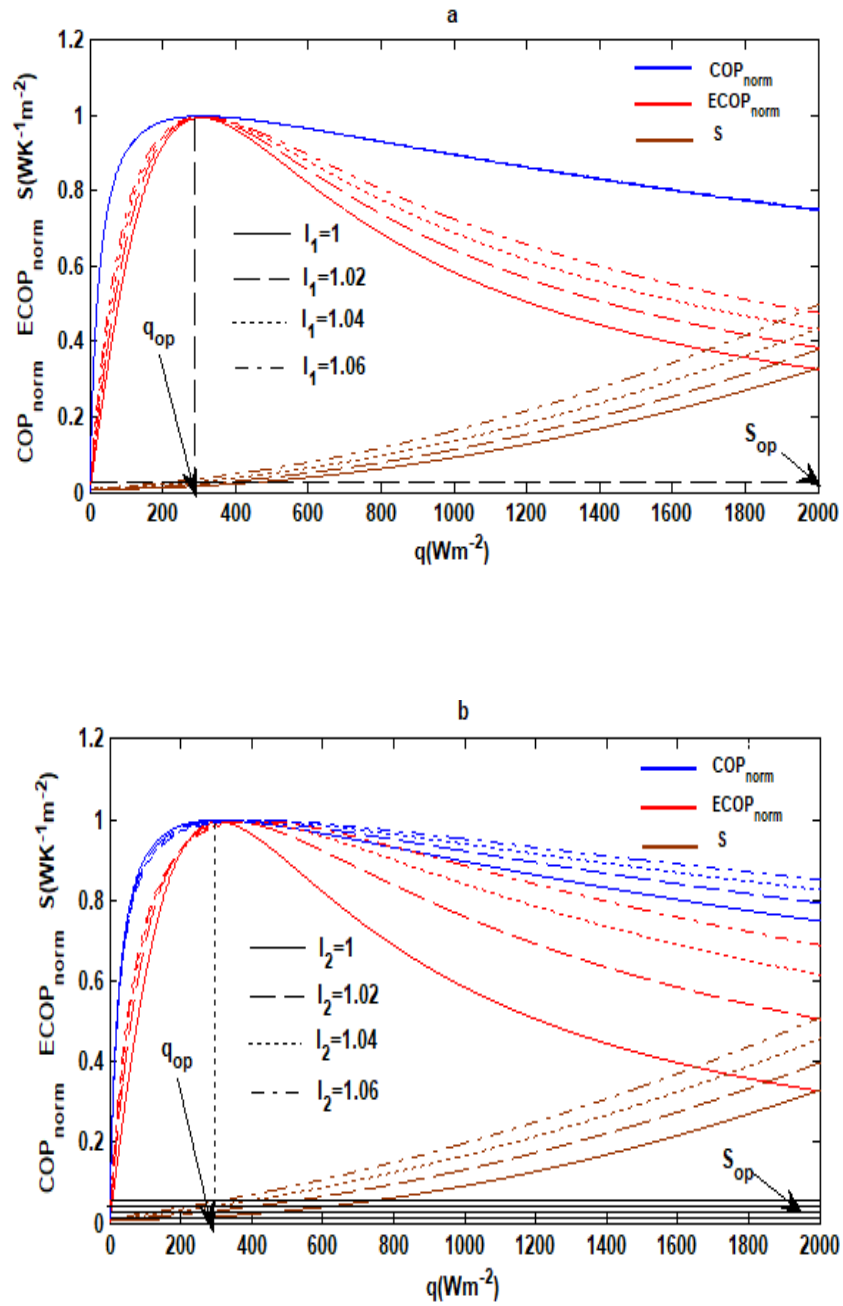 a
COP_norm ECOP_norm S(WK^-1m^-2)
1.2
1
0.8
0.6
0.4
0.2
0
COP_norm
ECOP_norm
S
I_1=1
I_1=1.02
I_1=1.04
I_1=1.06
q_op
S_op
0 200 400 600 800 1000 1200 1400 1600 1800 2000
q(Wm^-2)
b
COP_norm ECOP_norm S(WK^-1m^-2)
1.2
1
0.8
0.6
0.4
0.2
0
COP_norm
ECOP_norm
S
I_2=1
I_2=1.02
I_2=1.04
I_2=1.06
q_op
S_op
0 200 400 600 800 1000 1200 1400 1600 1800 2000
q(Wm^-2)